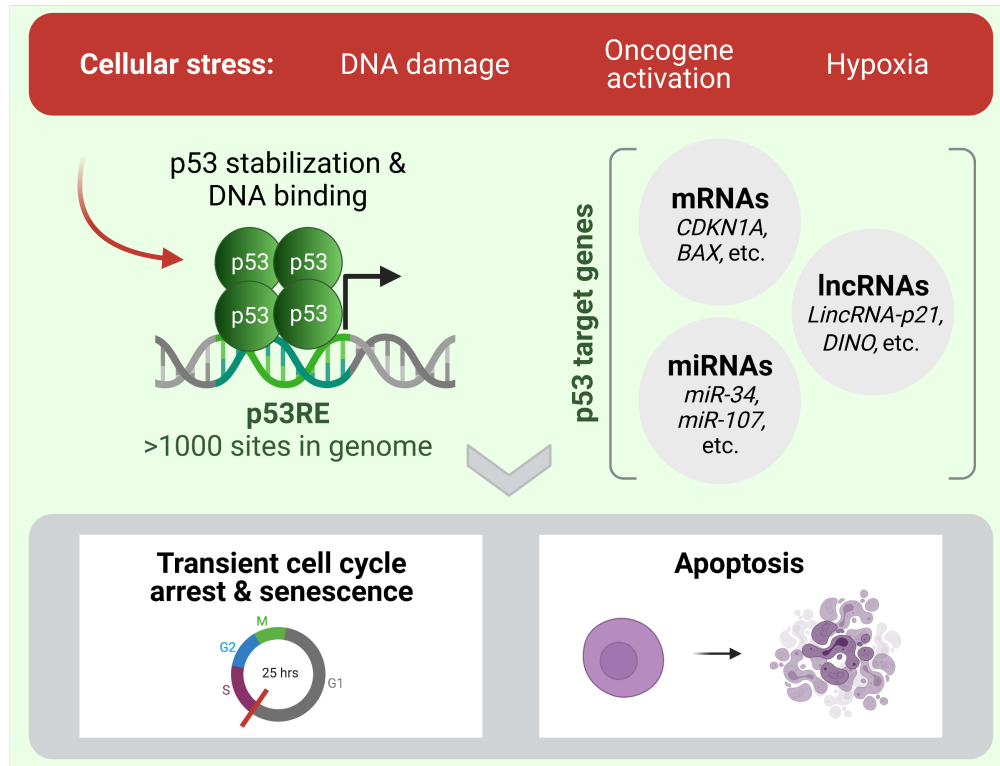 Cellular stress:
DNA damage
Oncogene
activation
Hypoxia
p53 stabilization &
DNA binding
p53
p53
p53
p53
p53RE
>1000 sites in genome
p53 target genes
mRNAs
CDKN1A,
BAX, etc.
lncRNAs
LincRNA-p21,
DINO, etc.
miRNAs
miR-34,
miR-107,
etc.
Transient cell cycle
arrest & senescence
M
G2
25 hrs
S
G1
Apoptosis